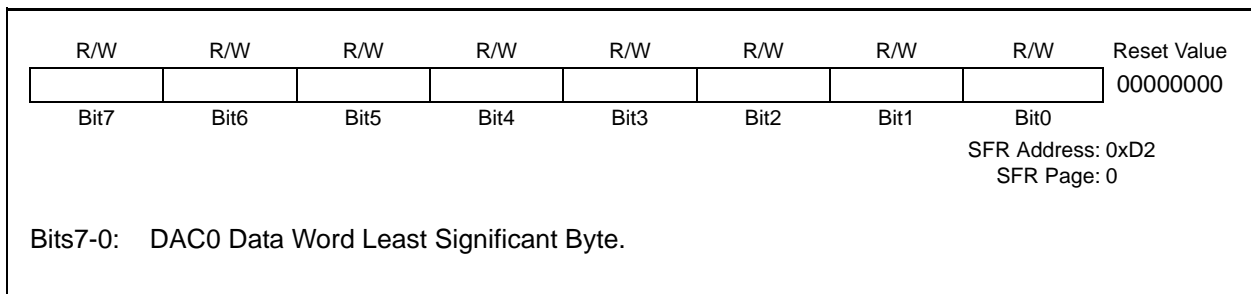 R/W R/W R/W R/W R/W R/W R/W R/W Reset Value
00000000
Bit7 Bit6 Bit5 Bit4 Bit3 Bit2 Bit1 Bit0
SFR Address: 0xD2
SFR Page: 0
Bits7-0: DAC0 Data Word Least Significant Byte.